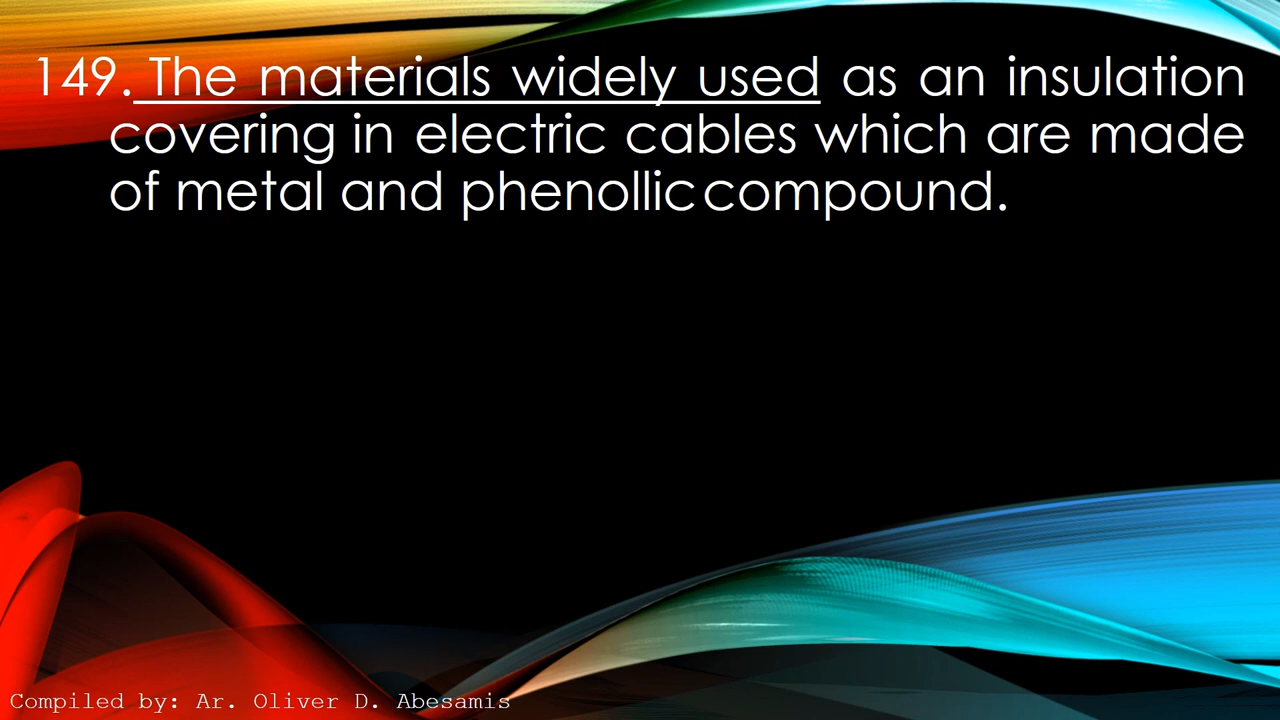 149. The materials widely used as an insulation
covering in electric cables which are made
of metal and phenollic compound.
Compiled by: Ar. Oliver D. Abesamis